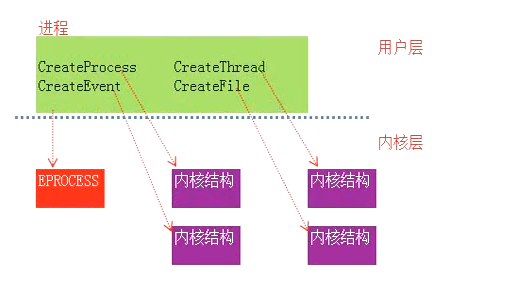 进程
用户层
CreateProcess CreateThread
CreateEvent CreateFile
内核层
EPROCESS 内核结构 内核结构
内核结构 内核结构